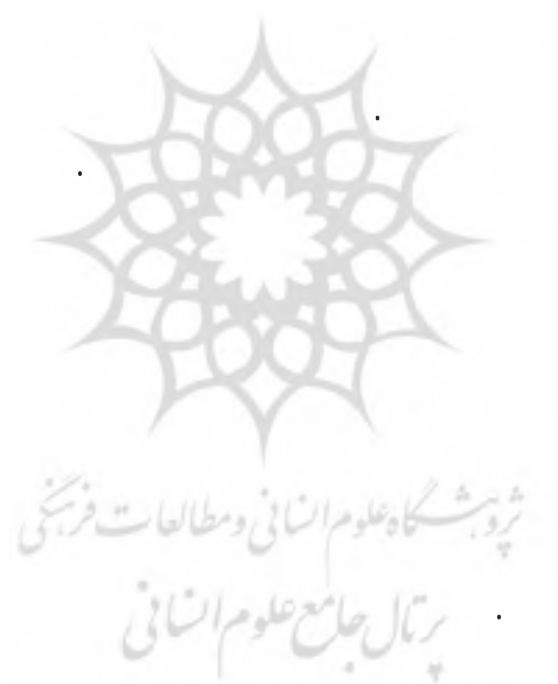 پژوهشگاه علوم انسانی و مطالعات فرهنگی
پرتال جامع علوم انسانی